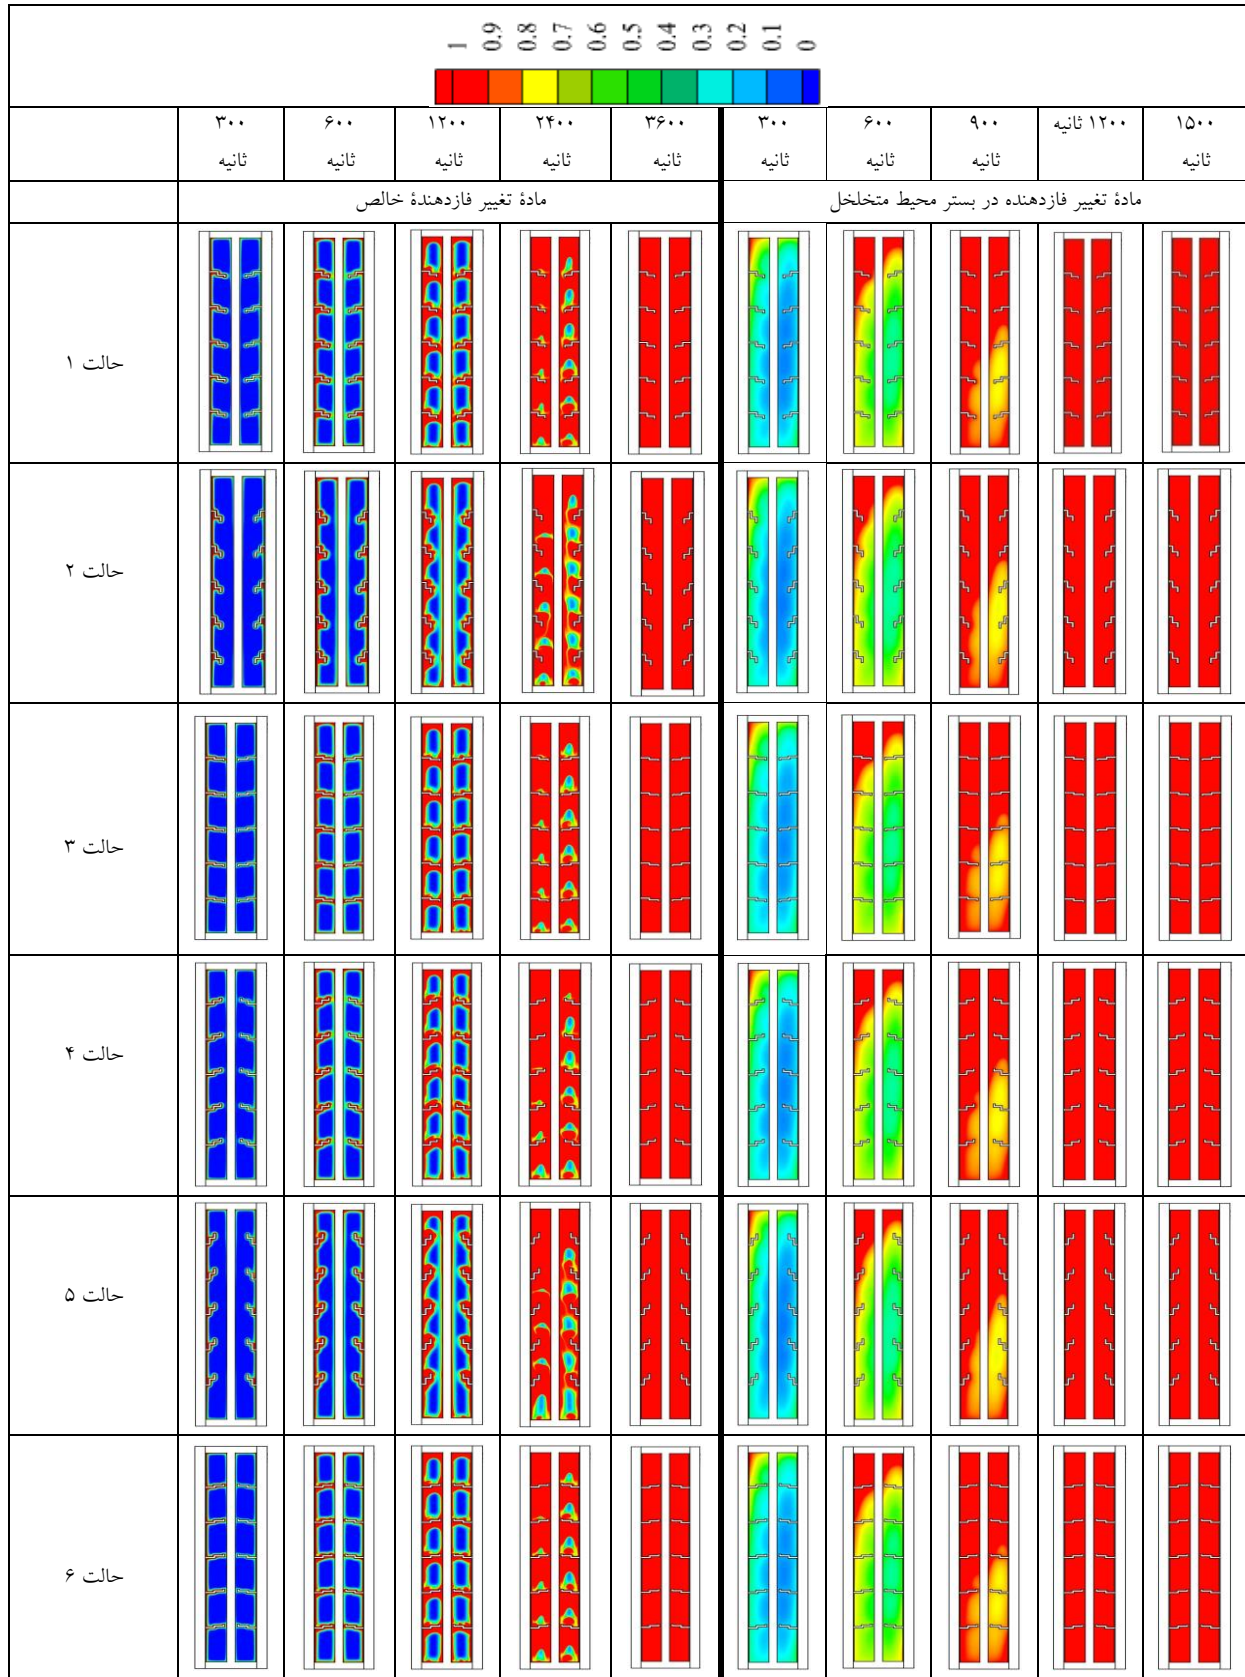 1 0.9 0.8 0.7 0.6 0.5 0.4 0.3 0.2 0.1 0
۳۰۰ ثانیه
۶۰۰ ثانیه
۱۲۰۰ ثانیه
۲۴۰۰ ثانیه
۳۶۰۰ ثانیه
۳۰۰ ثانیه
۶۰۰ ثانیه
۹۰۰ ثانیه
۱۲۰۰ ثانیه
۱۵۰۰ ثانیه
مادۀ تغییر فازدهندۀ خالص
مادۀ تغییر فازدهنده در بستر محیط متخلخل
حالت ۱
حالت ۲
حالت ۳
حالت ۴
حالت ۵
حالت ۶